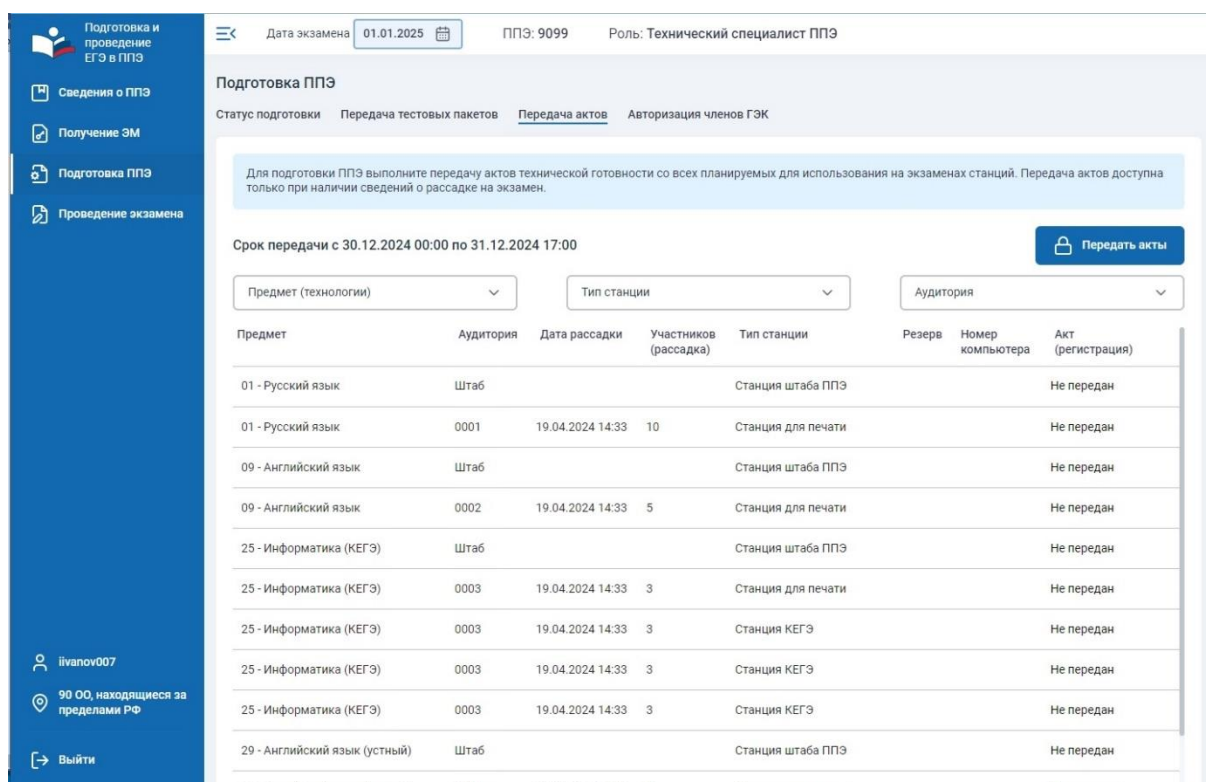 Подготовка и
проведение
ЕГЭ в ППЭ
Сведения о ППЭ
Получение ЭМ
Подготовка ППЭ
Проведение экзамена
iivanov007
90 ОО, находящиеся за
пределами РФ
Выйти
Дата экзамена 01.01.2025 ППЭ: 9099 Роль: Технический специалист ППЭ
Подготовка ППЭ
Статус подготовки Передача тестовых пакетов Передача актов Авторизация членов ГЭК
Для подготовки ППЭ выполните передачу актов технической готовности со всех планируемых для использования на экзаменах станций. Передача актов доступна
только при наличии сведений о рассадке на экзамен.
Срок передачи с 30.12.2024 00:00 по 31.12.2024 17:00 Передать акты
Предмет (технологии) Тип станции Аудитория
Предмет Аудитория Дата рассадки Участников Тип станции Резерв Номер Акт
(рассадка) компьютера (регистрация)
01 - Русский язык Штаб Станция штаба ППЭ Не передан
01 - Русский язык 0001 19.04.2024 14:33 10 Станция для печати Не передан
09 - Английский язык Штаб Станция штаба ППЭ Не передан
09 - Английский язык 0002 19.04.2024 14:33 5 Станция для печати Не передан
25 - Информатика (КЕГЭ) Штаб Станция штаба ППЭ Не передан
25 - Информатика (КЕГЭ) 0003 19.04.2024 14:33 3 Станция для печати Не передан
25 - Информатика (КЕГЭ) 0003 19.04.2024 14:33 3 Станция КЕГЭ Не передан
25 - Информатика (КЕГЭ) 0003 19.04.2024 14:33 3 Станция КЕГЭ Не передан
25 - Информатика (КЕГЭ) 0003 19.04.2024 14:33 3 Станция КЕГЭ Не передан
29 - Английский язык (устный) Штаб Станция штаба ППЭ Не передан